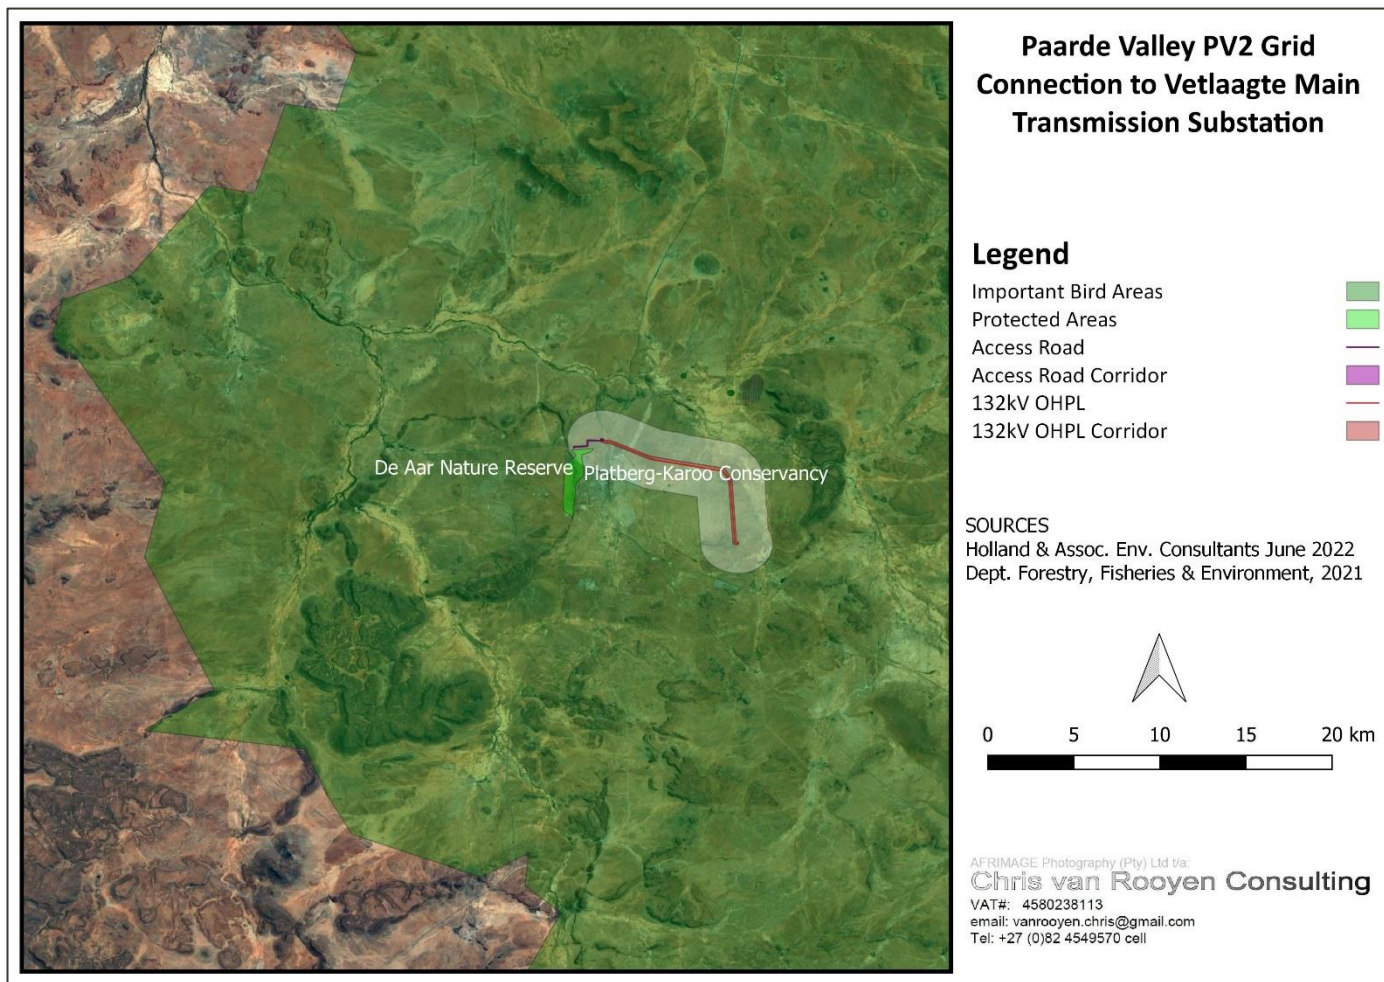 Paarde Valley PV2 Grid
Connection to Vetlaagte Main
Transmission Substation
Legend
Important Bird Areas
Protected Areas
Access Road
Access Road Corridor
132kV OHPL
132kV OHPL Corridor
De Aar Nature Reserve
Platberg-Karoo Conservancy
SOURCES
Holland & Assoc. Env. Consultants June 2022
Dept. Forestry, Fisheries & Environment, 2021
0 5 10 15 20 km
AFRIMAGE Photography (Pty) Ltd t/a:
Chris van Rooyen Consulting
VAT#: 4580238113
email: vanrooyen.chris@gmail.com
Tel: +27 (0)82 4549570 cell